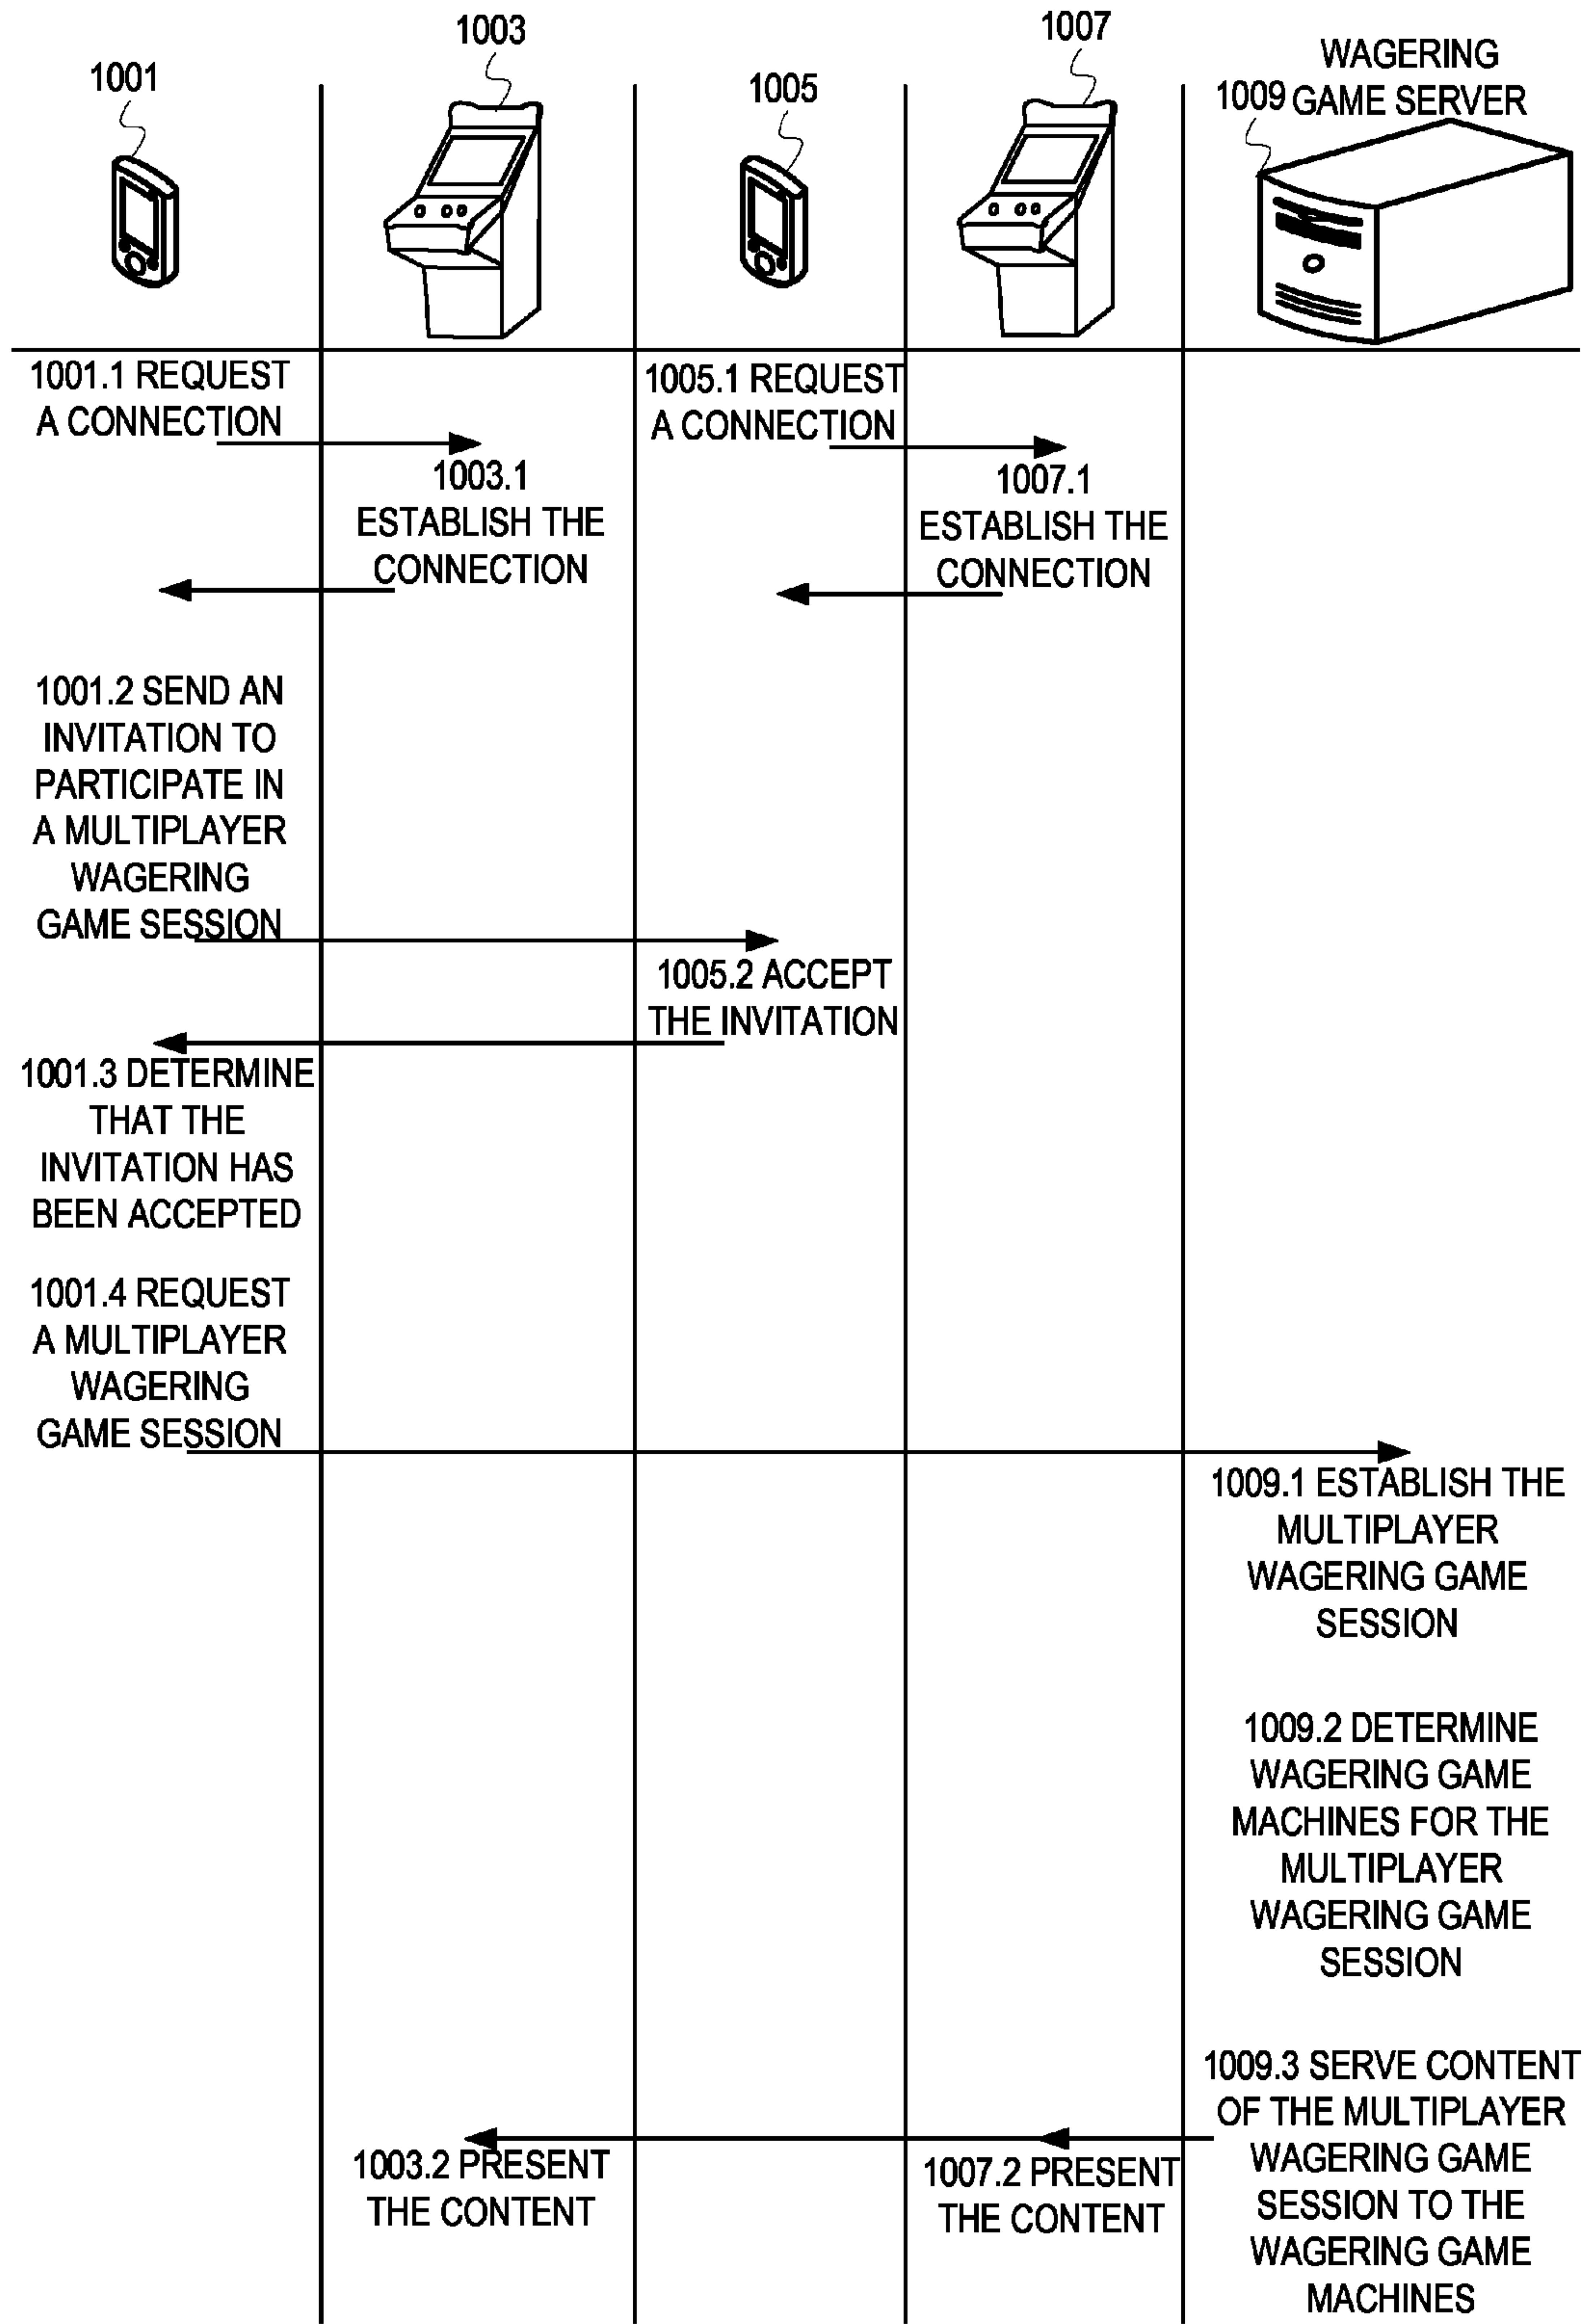 1001
1003
1005
1007
WAGERING
1009 GAME SERVER
1001.1 REQUEST
A CONNECTION
1005.1 REQUEST
A CONNECTION
1003.1
ESTABLISH THE
CONNECTION
1007.1
ESTABLISH THE
CONNECTION
1001.2 SEND AN
INVITATION TO
PARTICIPATE IN
A MULTIPLAYER
WAGERING
GAME SESSION
1005.2 ACCEPT
THE INVITATION
1001.3 DETERMINE
THAT THE
INVITATION HAS
BEEN ACCEPTED
1001.4 REQUEST
A MULTIPLAYER
WAGERING
GAME SESSION
1009.1 ESTABLISH THE
MULTIPLAYER
WAGERING GAME
SESSION
1009.2 DETERMINE
WAGERING GAME
MACHINES FOR THE
MULTIPLAYER
WAGERING GAME
SESSION
1009.3 SERVE CONTENT
OF THE MULTIPLAYER
WAGERING GAME
SESSION TO THE
WAGERING GAME
MACHINES
1003.2 PRESENT
THE CONTENT
1007.2 PRESENT
THE CONTENT